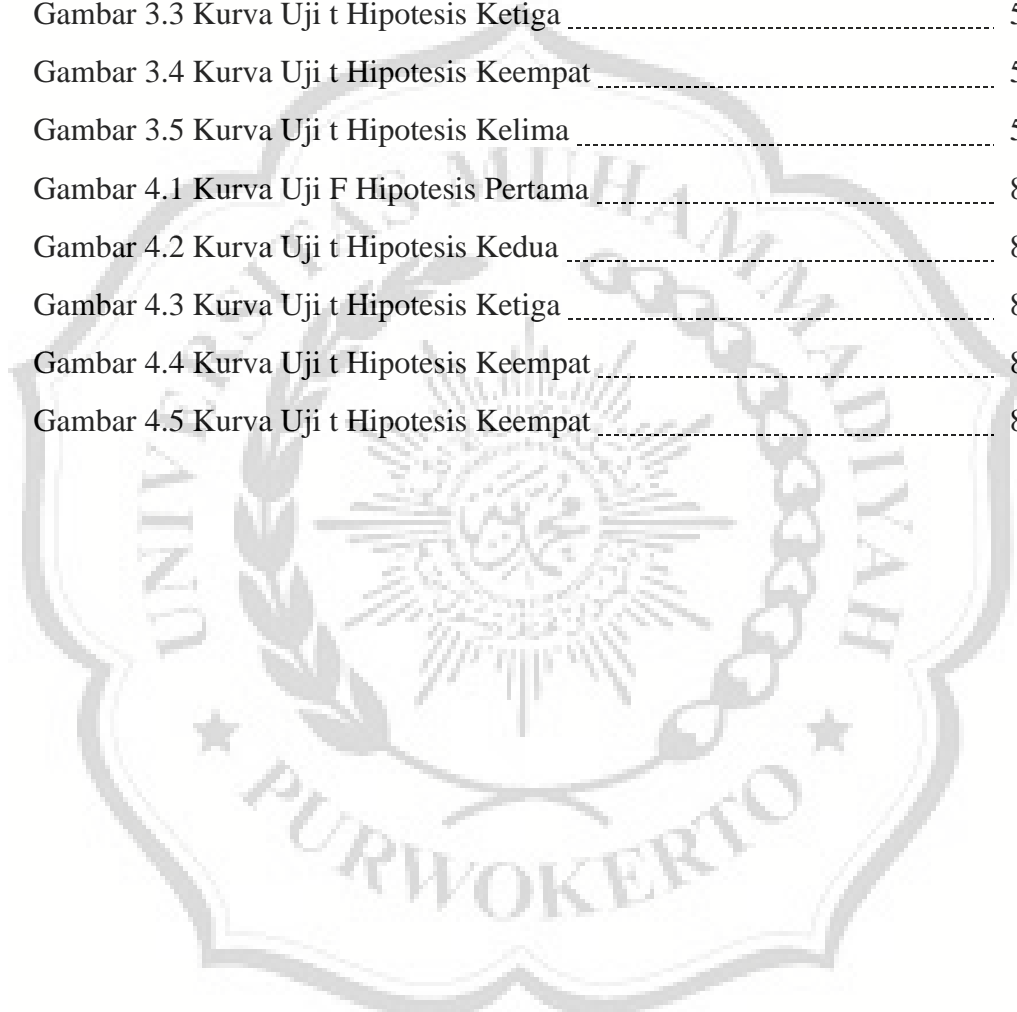 Gambar 3.3 Kurva Uji t Hipotesis Ketiga
Gambar 3.4 Kurva Uji t Hipotesis Keempat
Gambar 3.5 Kurva Uji t Hipotesis Kelima
Gambar 4.1 Kurva Uji F Hipotesis Pertama
Gambar 4.2 Kurva Uji t Hipotesis Kedua
Gambar 4.3 Kurva Uji t Hipotesis Ketiga
Gambar 4.4 Kurva Uji t Hipotesis Keempat
Gambar 4.5 Kurva Uji t Hipotesis Keempat
UNIVERSITAS MUHAMMADIYAH
PURWOKERTO